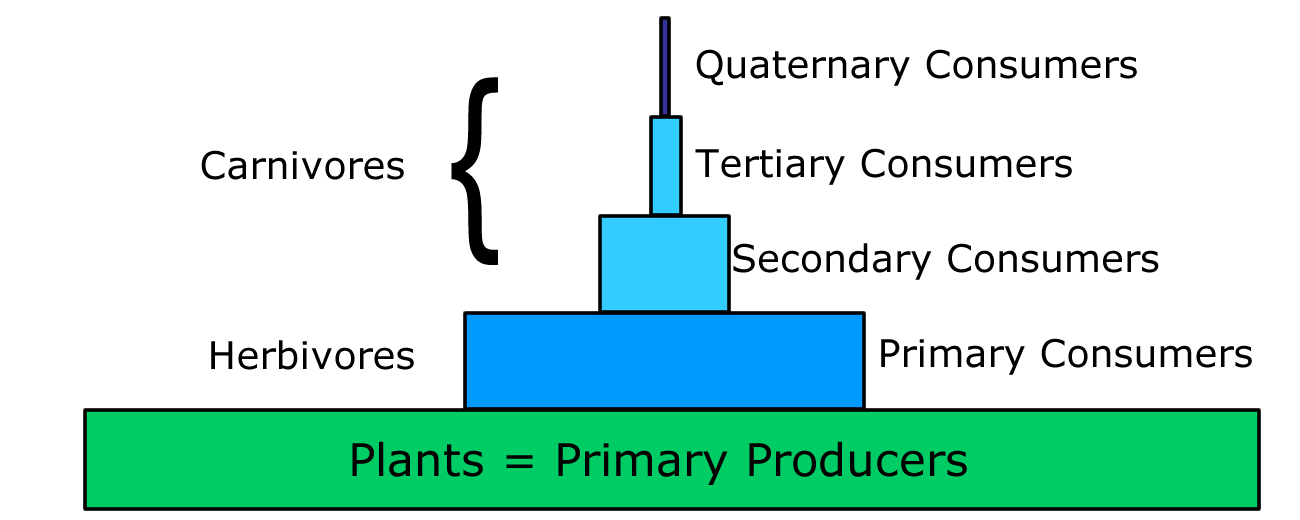 Quaternary Consumers
Carnivores
Tertiary Consumers
Secondary Consumers
Herbivores
Primary Consumers
Plants = Primary Producers